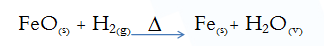 FeO(s) + H₂(g) Δ→ Fe(s) + H₂O(v)